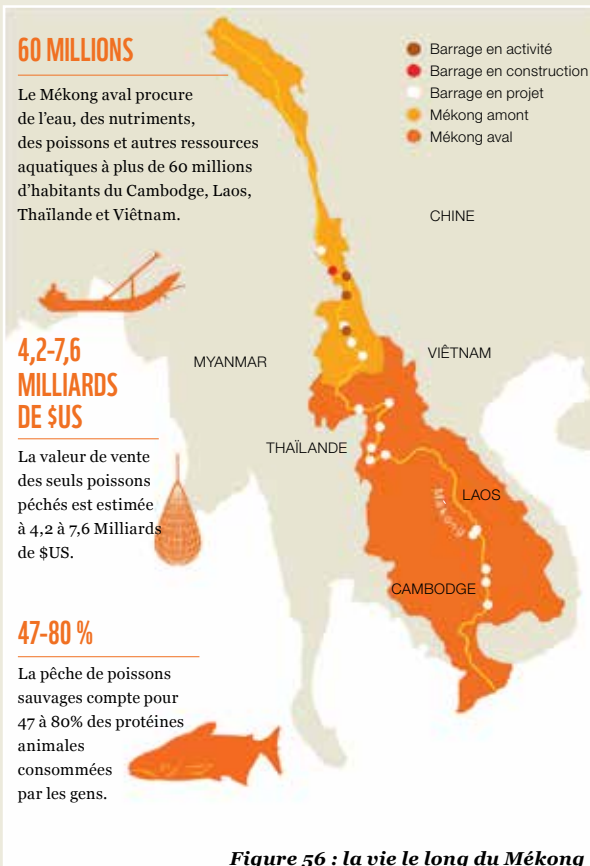 60 MILLIONS
Le Mékong aval procure
de l'eau, des nutriments,
des poissons et autres ressources
aquatiques à plus de 60 millions
d'habitants du Cambodge, Laos,
Thaïlande et Viêtnam.
Barrage en activité
Barrage en construction
Barrage en projet
Mékong amont
Mékong aval
CHINE
MYANMAR
VIÊTNAM
THAÏLANDE
LAOS
Mékong
CAMBODGE
4,2-7,6
MILLIARDS
DE $US
La valeur de vente
des seuls poissons
péchés est estimée
à 4,2 à 7,6 Milliards
de $US.
47-80 %
La pêche de poissons
sauvages compte pour
47 à 80% des protéines
animales
consommées
par les gens.
Figure 56 : la vie le long du Mékong